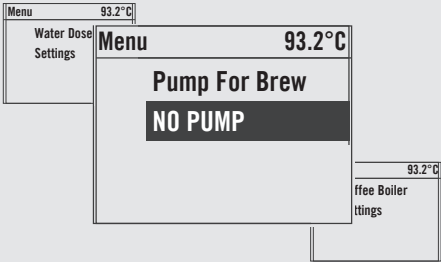 Menu 93.2°C
Water Dose
Settings
Menu 93.2°C
Pump For Brew
NO PUMP
93.2°C
ffee Boiler
ttings